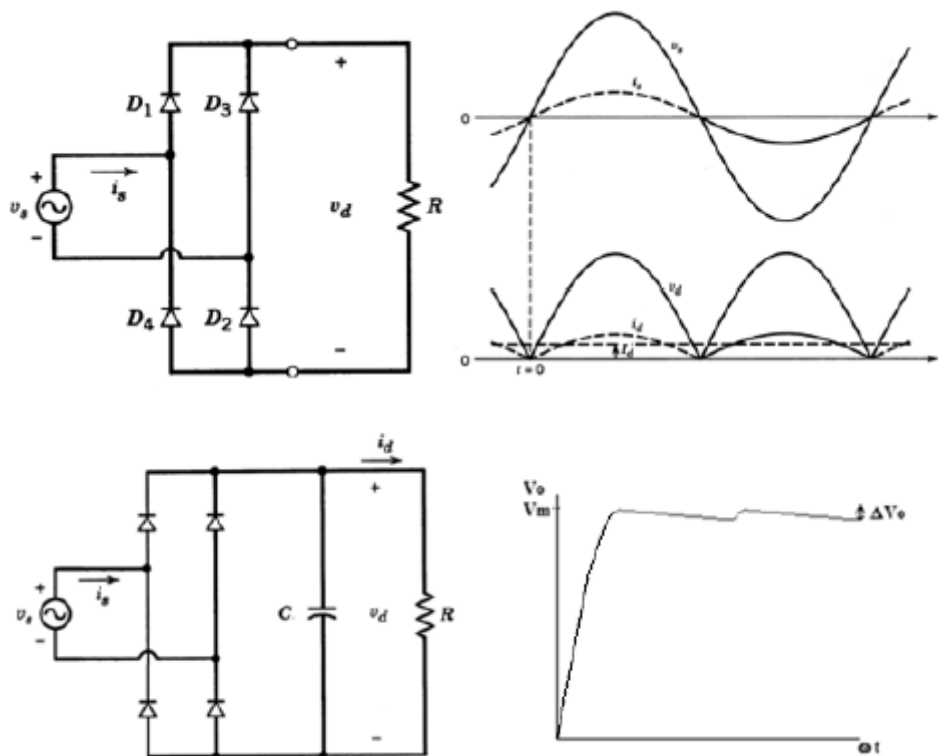 D1
D3
+
+
is
vs
vd
R
−
D4
D2
−
vs
is
0
vd
id
Id
0
t = 0
id
+
+
is
vs
C
vd
R
−
−
Vo
Vm
ΔVo
ωt